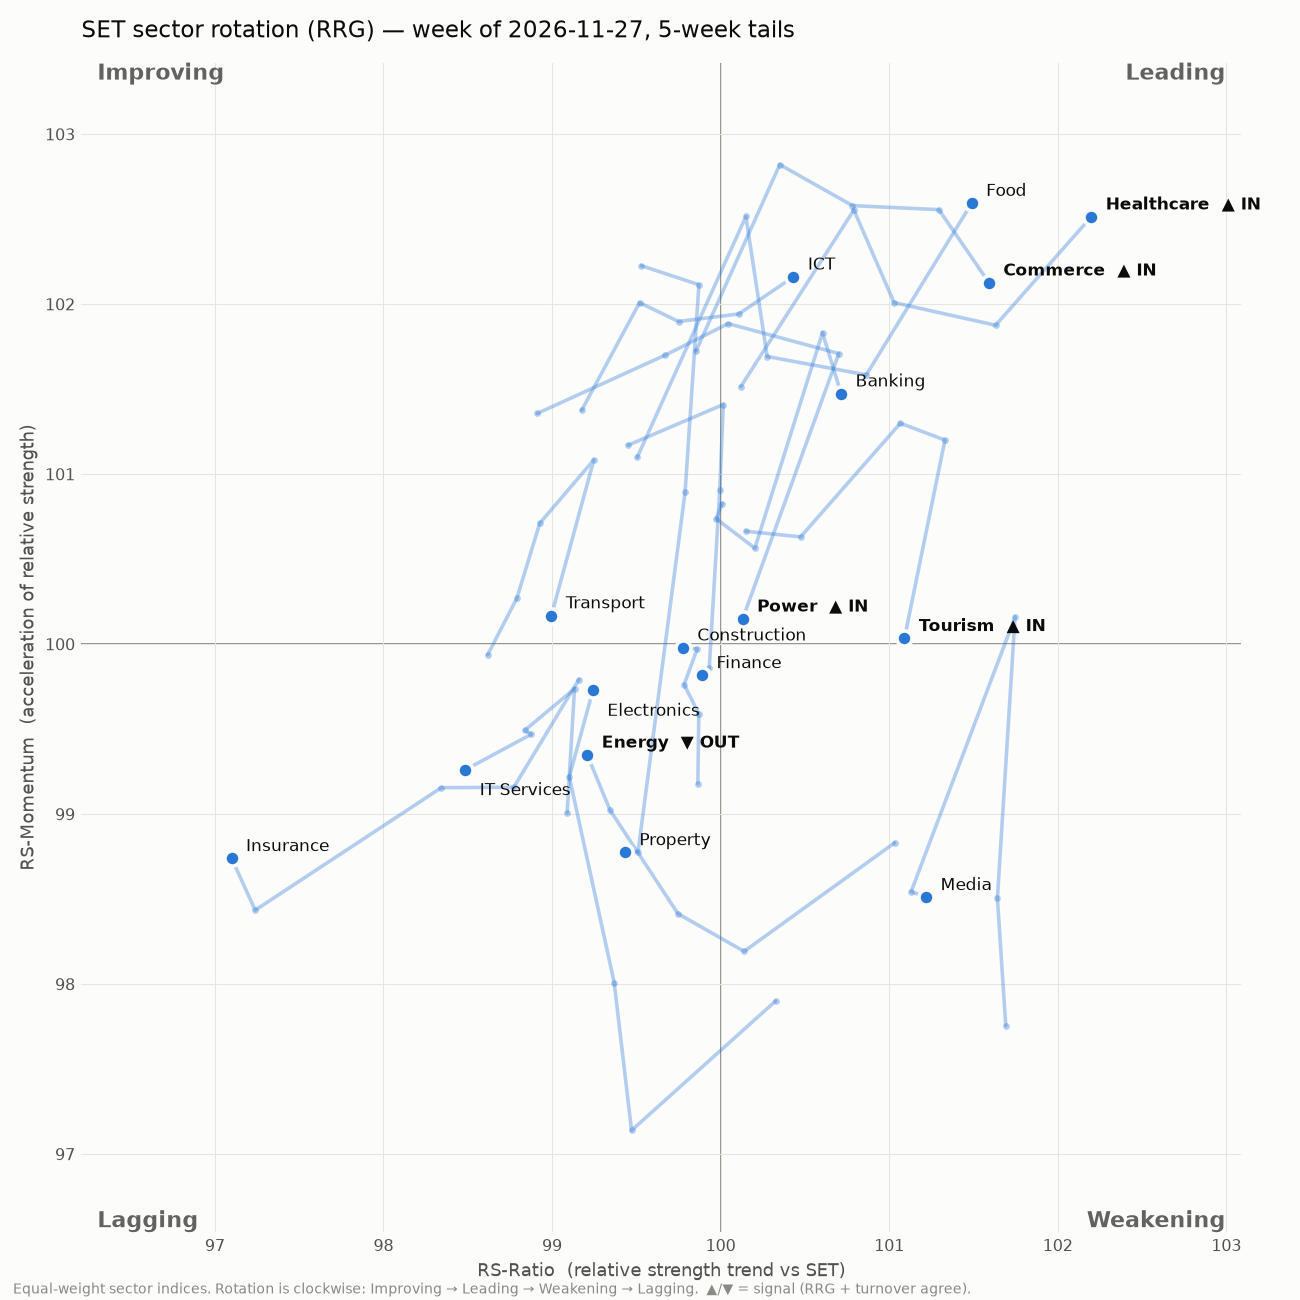 SET sector rotation (RRG) — week of 2026-11-27, 5-week tails
Improving
Leading
103
Food
Healthcare ▲ IN
ICT
Commerce ▲ IN
102
Banking
101
Transport
Power ▲ IN
Tourism ▲ IN
Construction
100
Finance
Electronics
Energy ▼ OUT
IT Services
99
Property
Insurance
Media
98
97
Lagging
Weakening
97 98 99 100 101 102 103
RS-Momentum (acceleration of relative strength)
RS-Ratio (relative strength trend vs SET)
Equal-weight sector indices. Rotation is clockwise: Improving → Leading → Weakening → Lagging. ▲/▼ = signal (RRG + turnover agree).